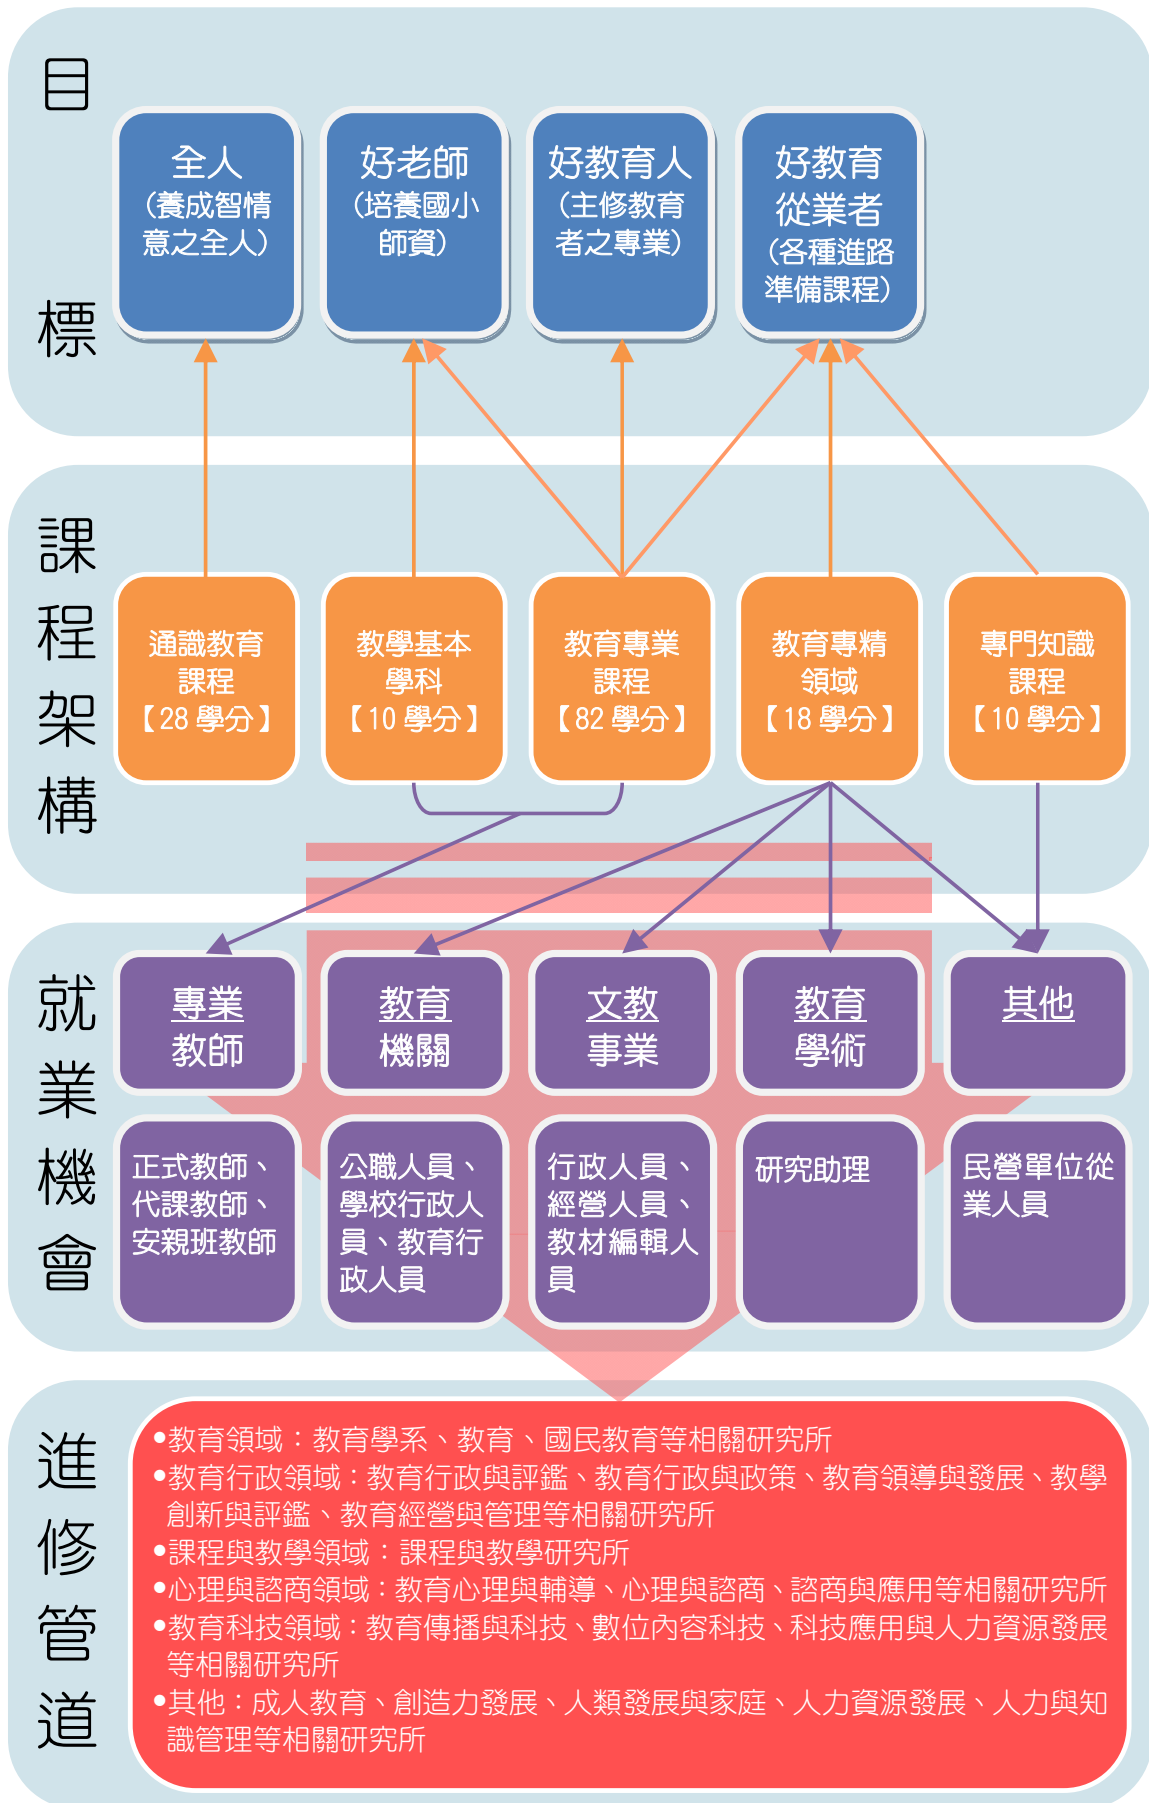 目
標
全人
(養成智情
意之全人)
好老師
(培養國小
師資)
好教育人
(主修教育
者之專業)
好教育
從業者
(各種進路
準備課程)
課
程
架
構
通識教育
課程
【28 學分】
教學基本
學科
【10 學分】
教育專業
課程
【82 學分】
教育專精
領域
【18 學分】
專門知識
課程
【10 學分】
就
業
機
會
專業
教師
教育
機關
文教
事業
教育
學術
其他
正式教師、
代課教師、
安親班教師
公職人員、
學校行政人
員、教育行
政人員
行政人員、
經營人員、
教材編輯人
員
研究助理
民營單位從
業人員
進
修
管
道
•教育領域：教育學系、教育、國民教育等相關研究所
•教育行政領域：教育行政與評鑑、教育行政與政策、教育領導與發展、教學
創新與評鑑、教育經營與管理等相關研究所
•課程與教學領域：課程與教學研究所
•心理與諮商領域：教育心理與輔導、心理與諮商、諮商與應用等相關研究所
•教育科技領域：教育傳播與科技、數位內容科技、科技應用與人力資源發展
等相關研究所
•其他：成人教育、創造力發展、人類發展與家庭、人力資源發展、人力與知
識管理等相關研究所